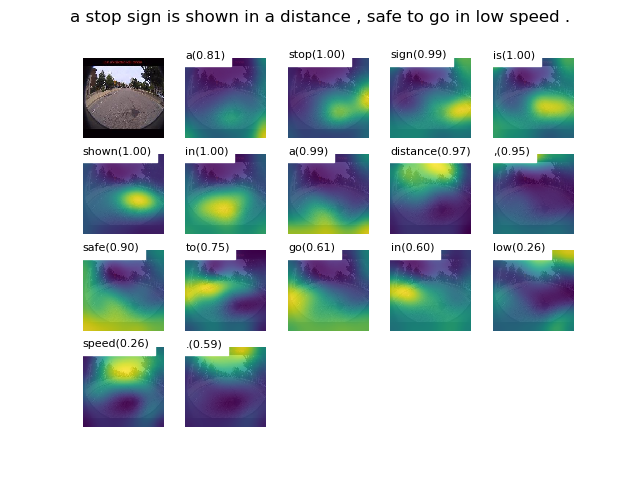 a stop sign is shown in a distance , safe to go in low speed .
a(0.81) stop(1.00) sign(0.99) is(1.00)
shown(1.00) in(1.00) a(0.99) distance(0.97) ,(0.95)
safe(0.90) to(0.75) go(0.61) in(0.60) low(0.26)
speed(0.26) .(0.59)